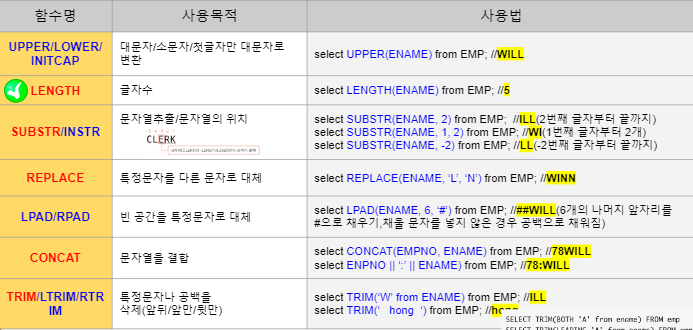 함수명 사용목적 사용법
UPPER/LOWER/
INITCAP
대문자/소문자/첫글자만 대문자로
변환
select UPPER(ENAME) from EMP; //WILL
LENGTH
글자수
select LENGTH(ENAME) from EMP; //5
SUBSTR/INSTR
문자열추출/문자열의 위치
CLERK
select SUBSTR(ENAME, 2) from EMP;  //ILL(2번째 글자부터 끝까지)
select SUBSTR(ENAME, 1, 2) from EMP; //WI(1번째 글자부터 2개)
select SUBSTR(ENAME, -2) from EMP; //LL(-2번째 글자부터 끝까지)
REPLACE
특정문자를 다른 문자로 대체
select REPLACE(ENAME, ‘L’, ‘N’) from EMP; //WINN
LPAD/RPAD
빈 공간을 특정문자로 대체
select LPAD(ENAME, 6, ‘#’) from EMP; //##WILL(6개의 나머지 앞자리를
#으로 채우기,채울 문자를 넣지 않은 경우 공백으로 채워짐)
CONCAT
문자열을 결합
select CONCAT(EMPNO, ENAME) from EMP; //78WILL
select ENPNO || ‘:’ || ENAME) from EMP; //78:WILL
TRIM/LTRIM/RTR
IM
특정문자나 공백을
삭제(앞뒤/앞만/뒷만)
select TRIM(‘W’ from ENAME) from EMP; //ILL
select TRIM(‘  hong  ‘) from EMP; //hong
SELECT TRIM(BOTH 'A' from ename) FROM emp